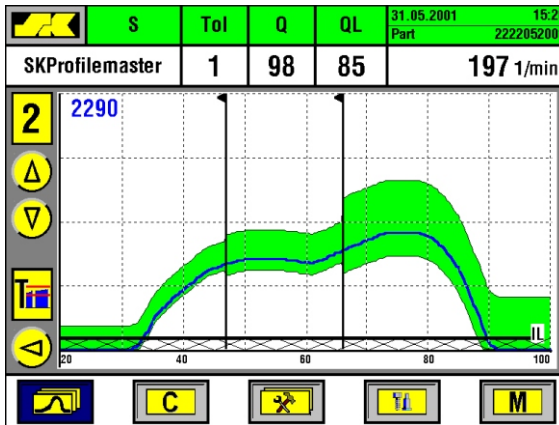 S Tol Q QL 31.05.2001 15:2
Part 222205200
SKProfilemaster 1 98 85 197 1/min
2 2290
T
IL
20 40 60 80 100
C M